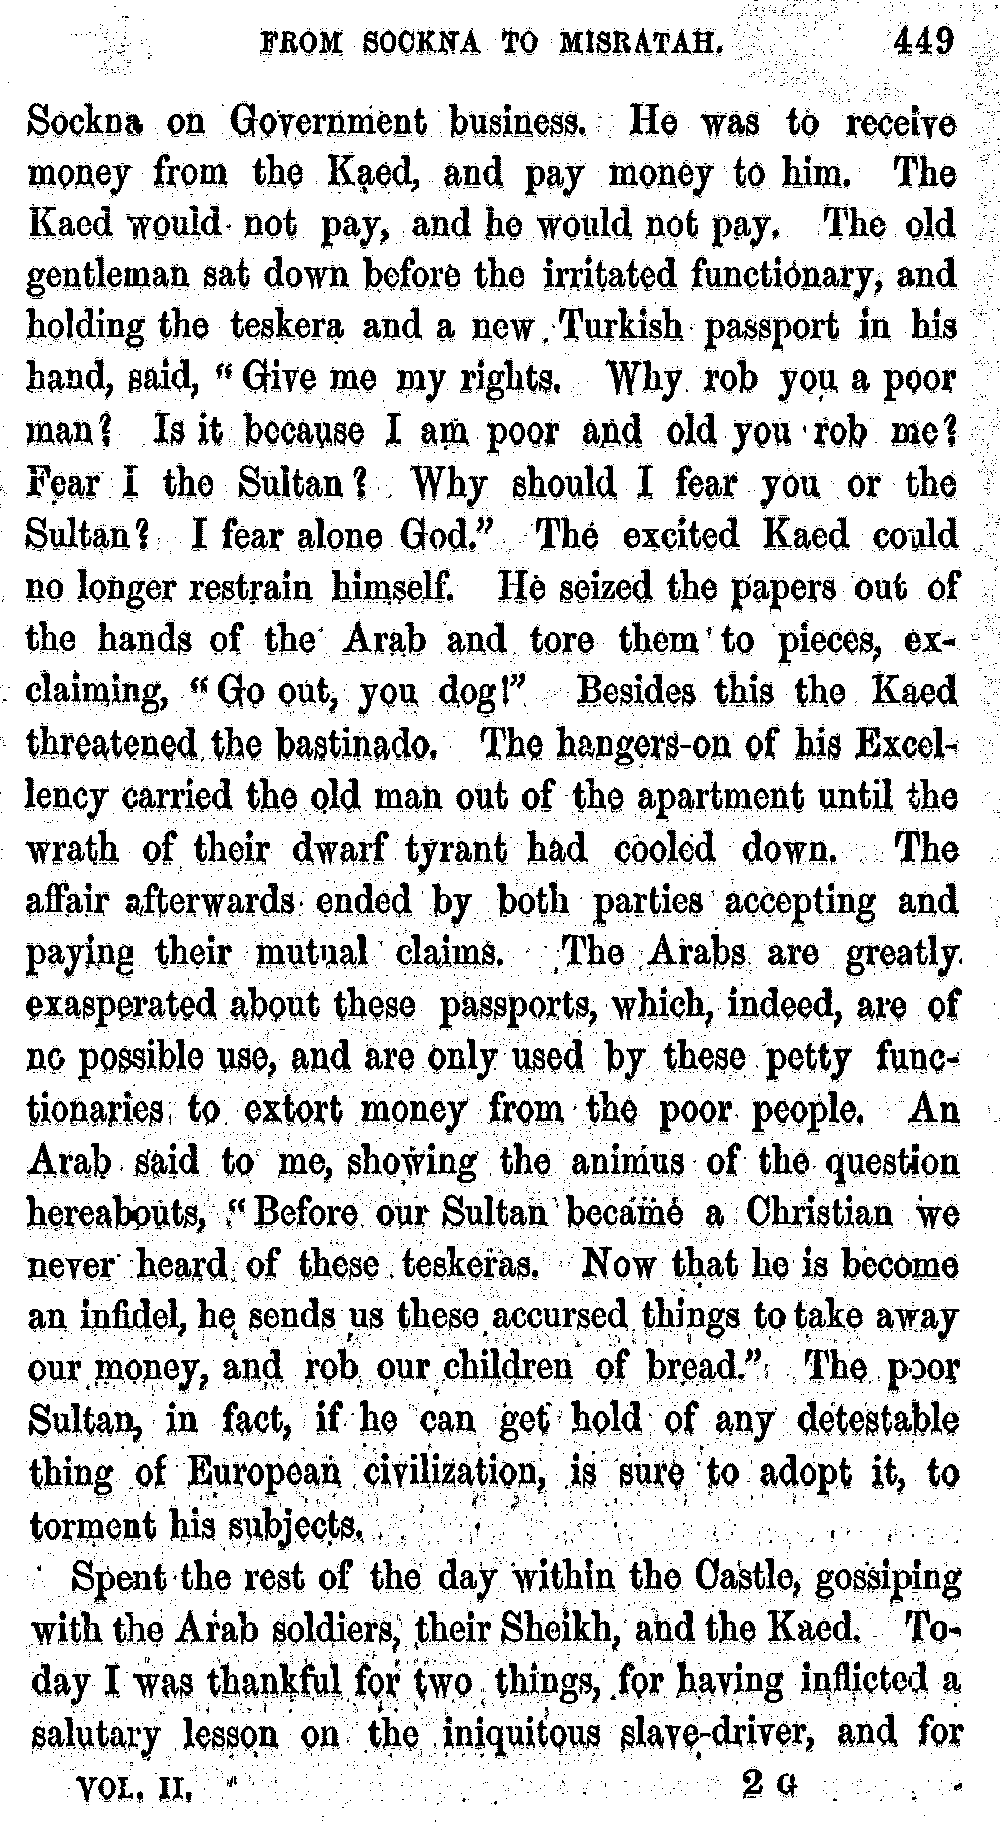 FROM SOCKNA TO MISRATAH. 449
Sockna on Government business. He was to receive
money from the Kaed, and pay money to him. The
Kaed would not pay, and he would not pay. The old
gentleman sat down before the irritated functionary, and
holding the teskera and a new Turkish passport in his
hand, said, "Give me my rights. Why rob you a poor
man? Is it because I am poor and old you rob me?
Fear I the Sultan? Why should I fear you or the
Sultan? I fear alone God." The excited Kaed could
no longer restrain himself. He seized the papers out of
the hands of the Arab and tore them to pieces, ex-
claiming, "Go out, you dog!" Besides this the Kaed
threatened the bastinado. The hangers-on of his Excel-
lency carried the old man out of the apartment until the
wrath of their dwarf tyrant had cooled down. The
affair afterwards ended by both parties accepting and
paying their mutual claims. The Arabs are greatly
exasperated about these passports, which, indeed, are of
no possible use, and are only used by these petty func-
tionaries to extort money from the poor people. An
Arab said to me, showing the animus of the question
hereabouts, "Before our Sultan became a Christian we
never heard of these teskeras. Now that he is become
an infidel, he sends us these accursed things to take away
our money, and rob our children of bread." The poor
Sultan, in fact, if he can get hold of any detestable
thing of European civilization, is sure to adopt it, to
torment his subjects.
Spent the rest of the day within the Castle, gossiping
with the Arab soldiers, their Sheikh, and the Kaed. To-
day I was thankful for two things, for having inflicted a
salutary lesson on the iniquitous slave-driver, and for
VOL. II. 2 G